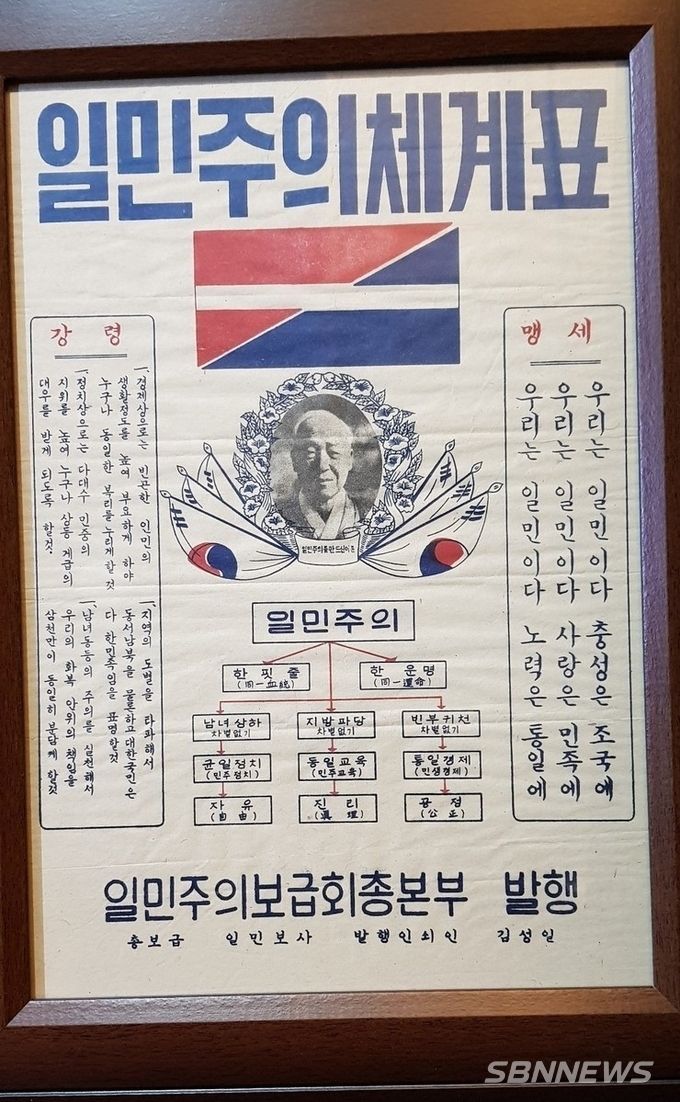 일민주의체계표
강령
一、경제상으로는 빈곤한 인민의
생활정도를 높여 부요하게 하야
누구나 동일한 복리를 누리게 할것
一、정치상으로는 다대수 민중의
지위를 높여 누구나 상등 계급의
대우를 받게 되도록 할것
一、지역의 도별을 타파해서
동서남북을 물론하고 대한국인은
다 한민족임을 표명할것
一、남녀동등의 주의를 실천해서
우리의 화복 안위의 책임을
삼천만이 동일히 분담케 할것
맹세
우리는 일민이다 충성은 조국에
우리는 일민이다 사랑은 민족에
우리는 일민이다 노력은 통일에
일민주의를 만드신이
일민주의
한 핏줄 한 운명
(同一血統) (同一運命)
남녀상하 지방파당 빈부귀천
차별없기 차별없기 차별없기
균일정치 동일교육 통일경제
(민주정치) (민주교육) (민생경제)
자유 진리 공정
(自由) (眞理) (公正)
일민주의보급회총본부 발행
총보급 일민보사 발행인쇄인 김성일
SBNNEWS